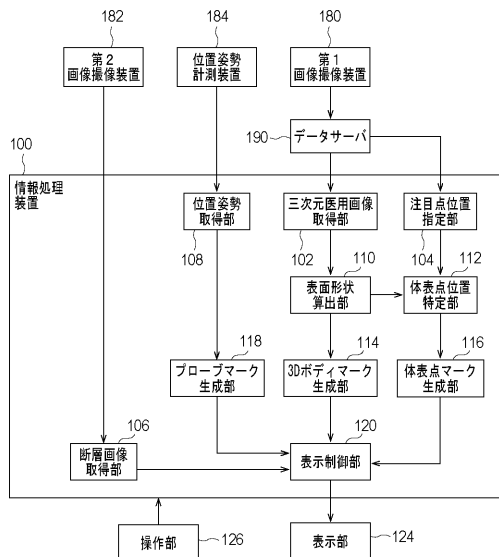 182
184
180
第2
画像撮像装置
位置姿勢
計測装置
第1
画像撮像装置
190
データサーバ
100
情報処理
装置
位置姿勢
取得部
108
三次元医用画像
取得部
102
注目点位置
指定部
104
110
112
表面形状
算出部
体表点位置
特定部
118
114
116
プローブマーク
生成部
3Dボディマーク
生成部
体表点マーク
生成部
106
120
断層画像
取得部
表示制御部
操作部
126
表示部
124